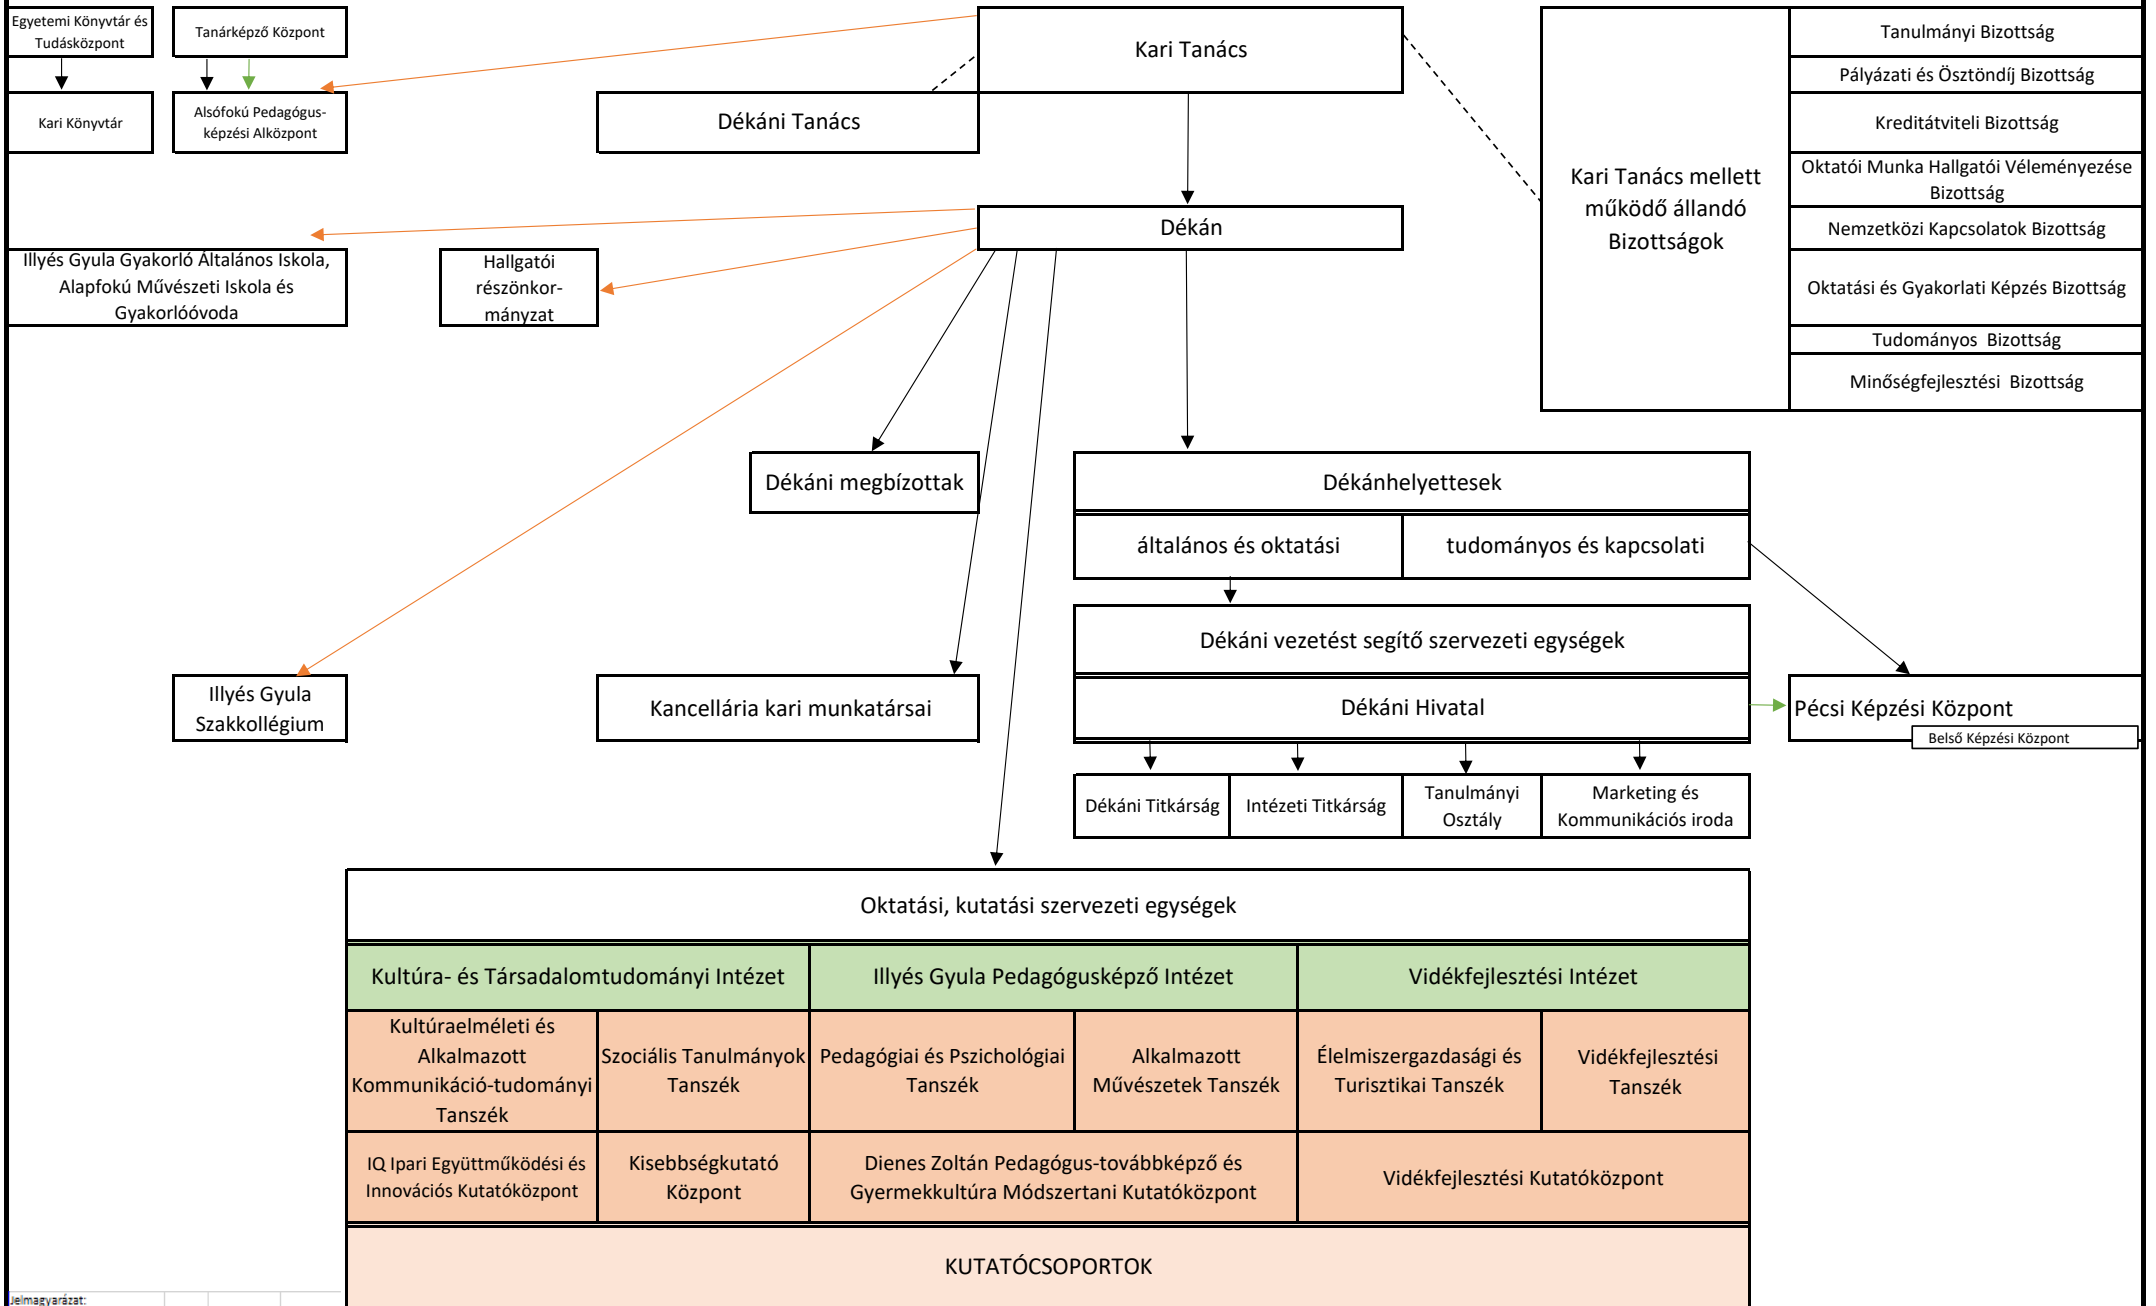 Egyetemi Könyvtár és
Tudásközpont
Tanárképző Központ
Kari Tanács
Kari Könyvtár
Alsófokú Pedagógus-
képzési Alközpont
Dékáni Tanács
Kari Tanács mellett
működő állandó
Bizottságok
Tanulmányi Bizottság
Pályázati és Ösztöndíj Bizottság
Kreditátviteli Bizottság
Oktatói Munka Hallgatói Véleményezése
Bizottság
Nemzetközi Kapcsolatok Bizottság
Oktatási és Gyakorlati Képzés Bizottság
Tudományos  Bizottság
Minőségfejlesztési  Bizottság
Dékán
Illyés Gyula Gyakorló Általános Iskola,
Alapfokú Művészeti Iskola és
Gyakorlóóvoda
Hallgatói
részönkor-
mányzat
Dékáni megbízottak
Dékánhelyettesek
általános és oktatási
tudományos és kapcsolati
Dékáni vezetést segítő szervezeti egységek
Illyés Gyula
Szakkollégium
Kancellária kari munkatársai
Dékáni Hivatal
Pécsi Képzési Központ
Belső Képzési Központ
Dékáni Titkárság
Intézeti Titkárság
Tanulmányi
Osztály
Marketing és
Kommunikációs iroda
Oktatási, kutatási szervezeti egységek
Kultúra- és Társadalomtudományi Intézet
Illyés Gyula Pedagógusképző Intézet
Vidékfejlesztési Intézet
Kultúraelméleti és
Alkalmazott
Kommunikáció-tudományi
Tanszék
Szociális Tanulmányok
Tanszék
Pedagógiai és Pszichológiai
Tanszék
Alkalmazott
Művészetek Tanszék
Élelmiszergazdasági és
Turisztikai Tanszék
Vidékfejlesztési
Tanszék
IQ Ipari Együttműködési és
Innovációs Kutatóközpont
Kisebbségkutató
Központ
Dienes Zoltán Pedagógus-továbbképző és
Gyermekkultúra Módszertani Kutatóközpont
Vidékfejlesztési Kutatóközpont
KUTATÓCSOPORTOK
Jelmagyarázat: